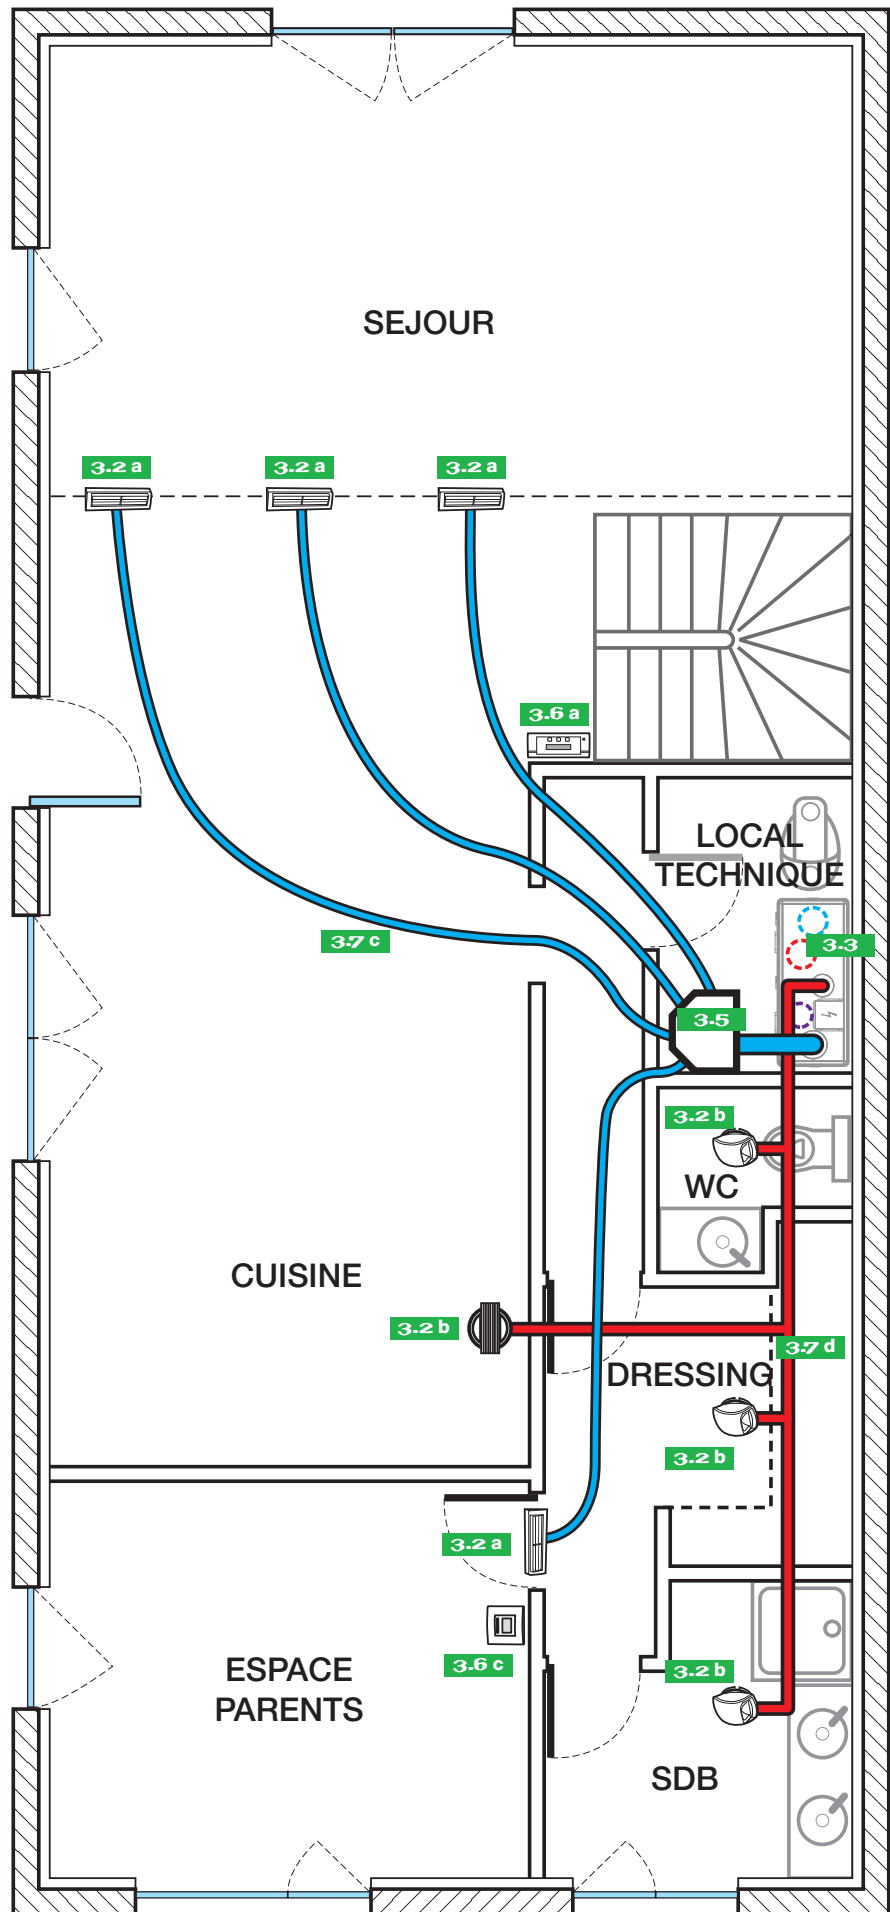 SEJOUR
3.2 a
3.2 a
3.2 a
3.6 a
LOCAL
TECHNIQUE
3.7 c
3.3
3.5
3.2 b
WC
CUISINE
3.2 b
3.7 d
DRESSING
3.2 b
3.2 a
3.6 c
3.2 b
ESPACE
PARENTS
SDB